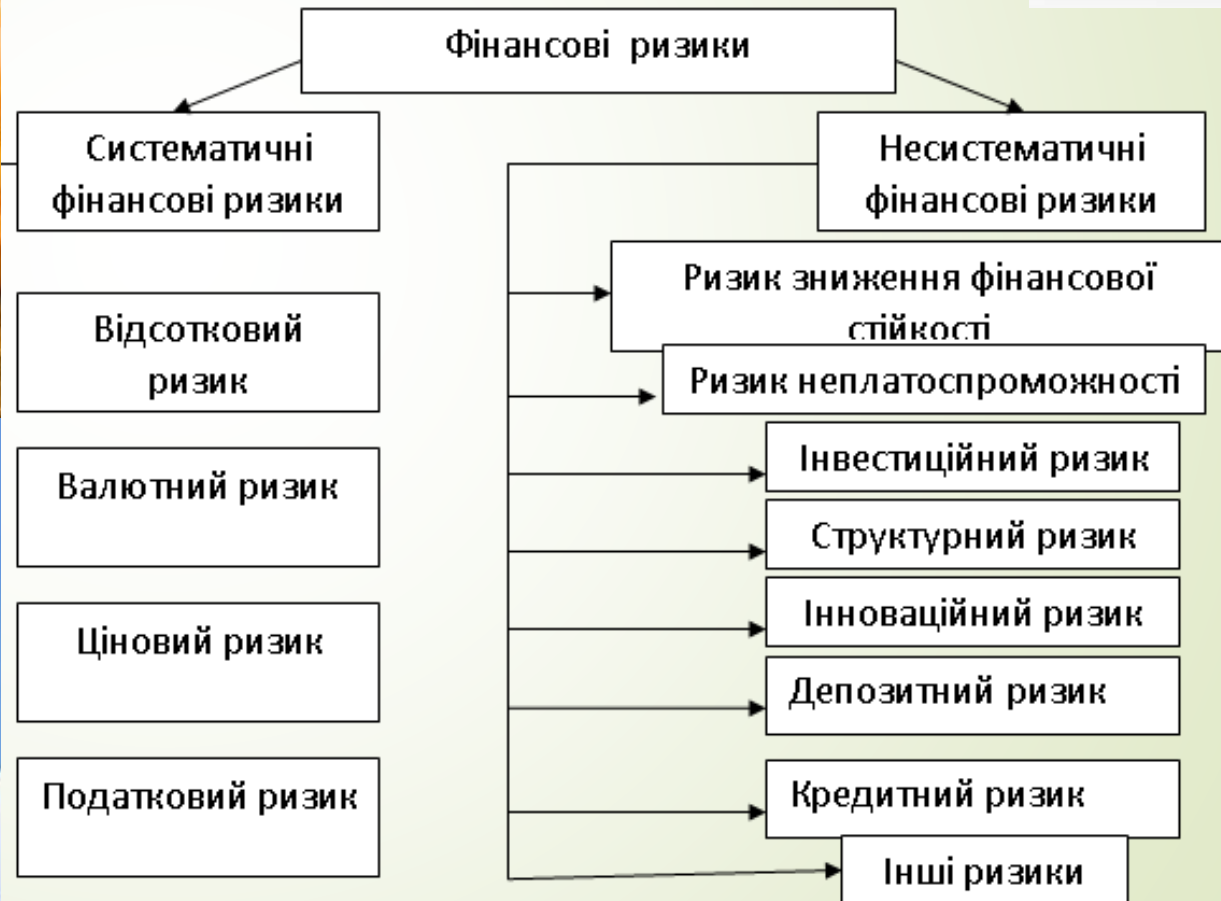 Фінансові ризики
Систематичні
фінансові ризики
Відсотковий
ризик
Валютний ризик
Ціновий ризик
Податковий ризик
Несистематичні
фінансові ризики
Ризик зниження фінансової
стійкості
Ризик неплатоспроможності
Інвестиційний ризик
Структурний ризик
Інноваційний ризик
Депозитний ризик
Кредитний ризик
Інші ризики